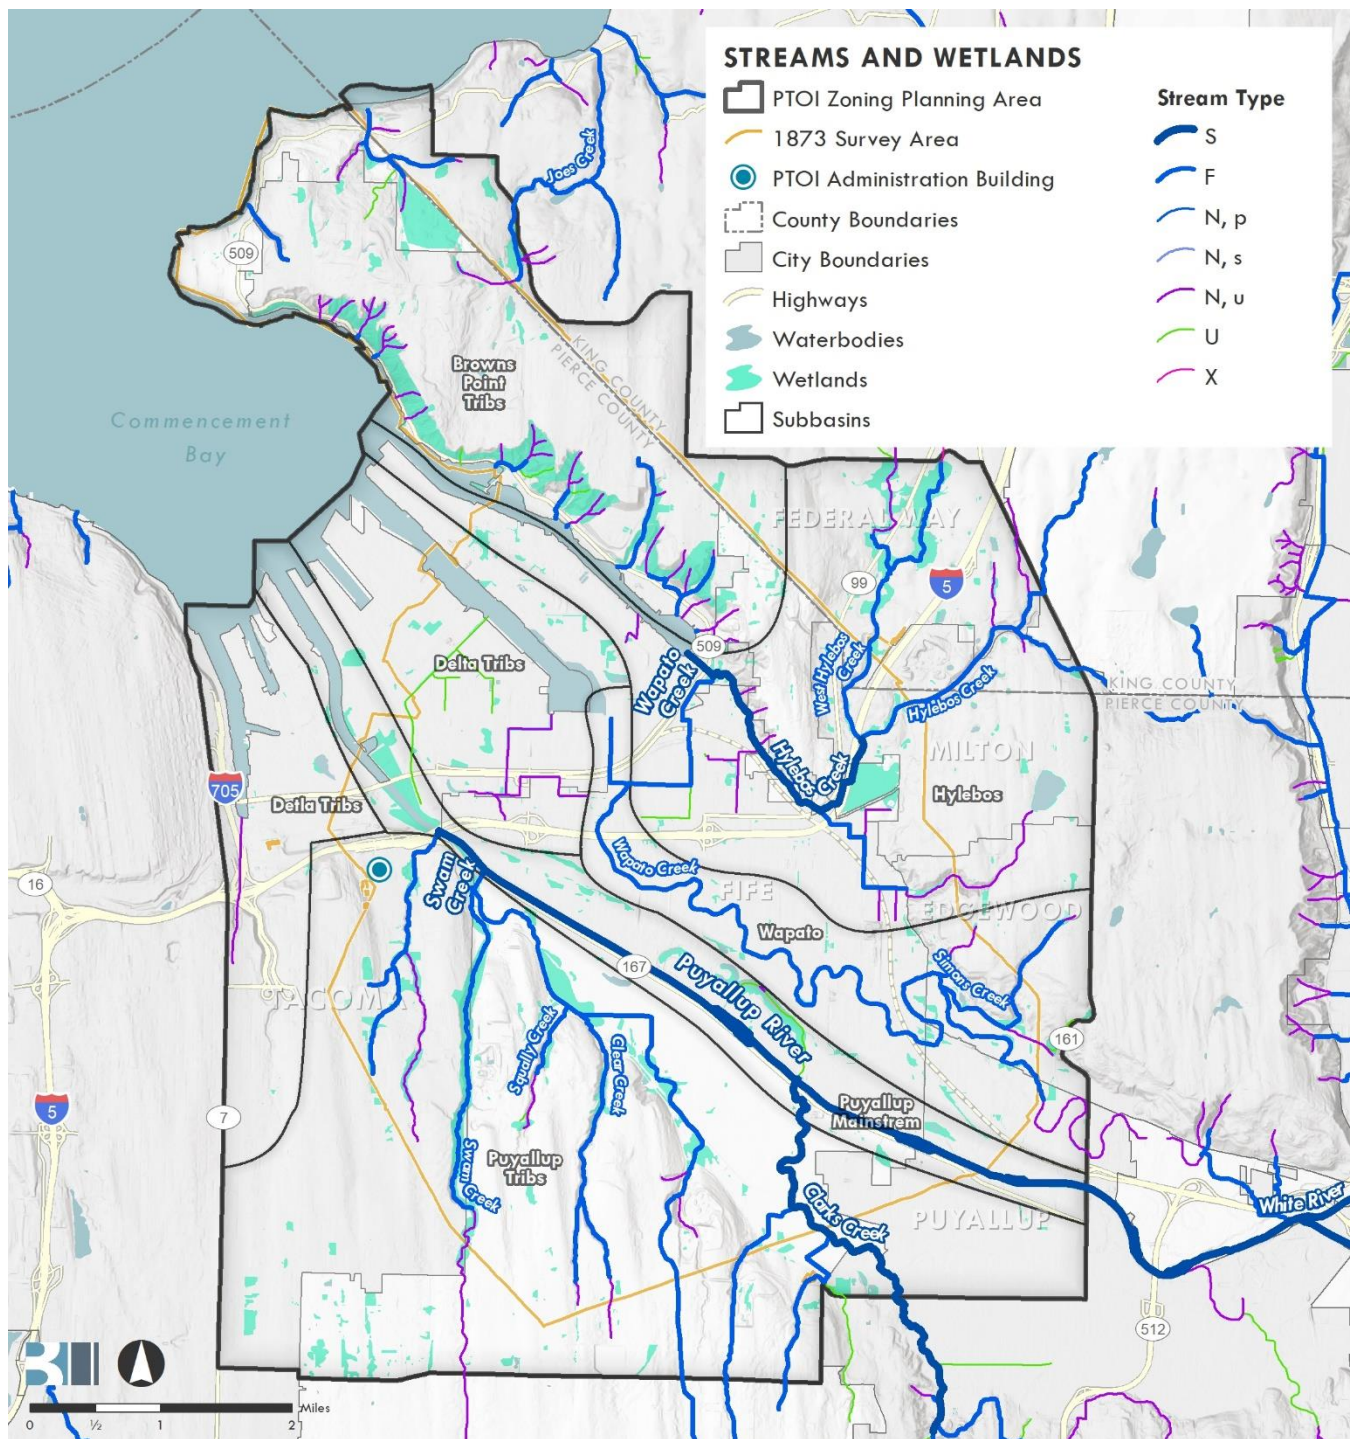 STREAMS AND WETLANDS
PTOI Zoning Planning Area
1873 Survey Area
PTOI Administration Building
County Boundaries
City Boundaries
Highways
Waterbodies
Wetlands
Subbasins
Stream Type
S
F
N, p
N, s
N, u
U
X
Joes Creek
509
KING COUNTY
PIERCE COUNTY
Browns
Point
Tribs
Commencement
Bay
FEDERAL WAY
99
5
509
Wapato
Creek
West Hylebos
Creek
Hylebos Creek
KING COUNTY
PIERCE COUNTY
Delta Tribs
Hylebos Creek
MILTON
Hylebos
705
Detla Tribs
16
Swam
Creek
Wapato Creek
FIFE
EDGEWOOD
Wapato
167
Puyallup River
Simons Creek
TACOMA
161
Squally Creek
Clear Creek
5
7
Puyallup
Mainstrem
Puyallup
Tribs
Swam Creek
Clarks Creek
PUYALLUP
White River
512
0
½
1
2
Miles